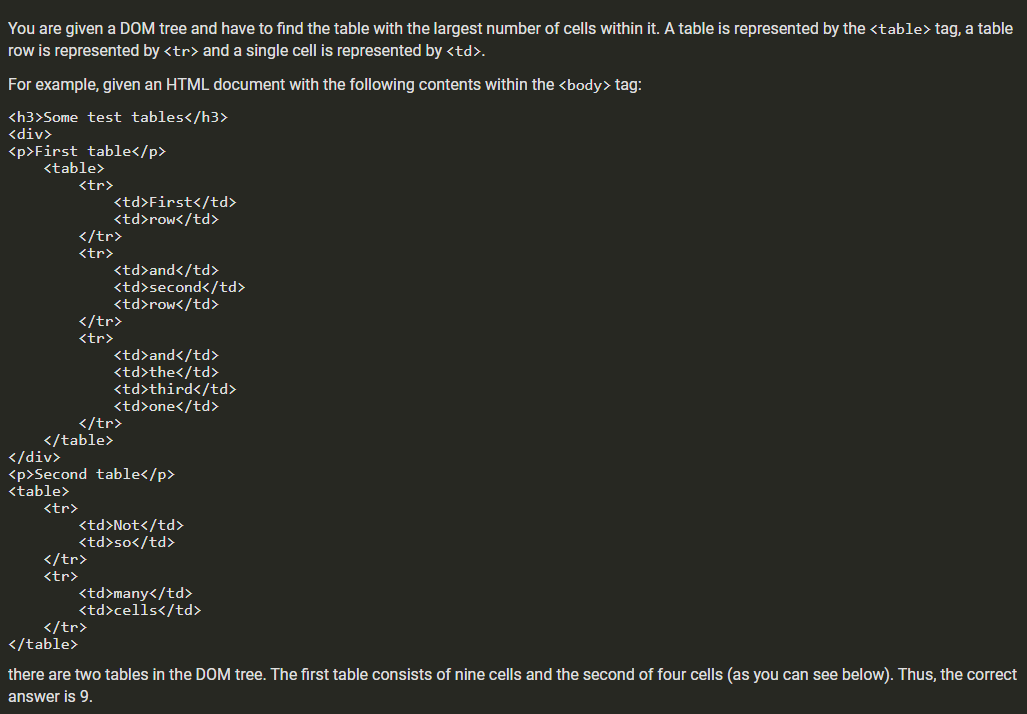 You are given a DOM tree and have to find the table with the largest number of cells within it. A table is represented by the <table> tag, a table
row is represented by <tr> and a single cell is represented by <td>.
For example, given an HTML document with the following contents within the <body> tag:
<h3>Some test tables</h3>
<div>
<p>First table</p>
    <table>
        <tr>
            <td>First</td>
            <td>row</td>
        </tr>
        <tr>
            <td>and</td>
            <td>second</td>
            <td>row</td>
        </tr>
        <tr>
            <td>and</td>
            <td>the</td>
            <td>third</td>
            <td>one</td>
        </tr>
    </table>
</div>
<p>Second table</p>
<table>
    <tr>
        <td>Not</td>
        <td>so</td>
    </tr>
    <tr>
        <td>many</td>
        <td>cells</td>
    </tr>
</table>
there are two tables in the DOM tree. The first table consists of nine cells and the second of four cells (as you can see below). Thus, the correct
answer is 9.